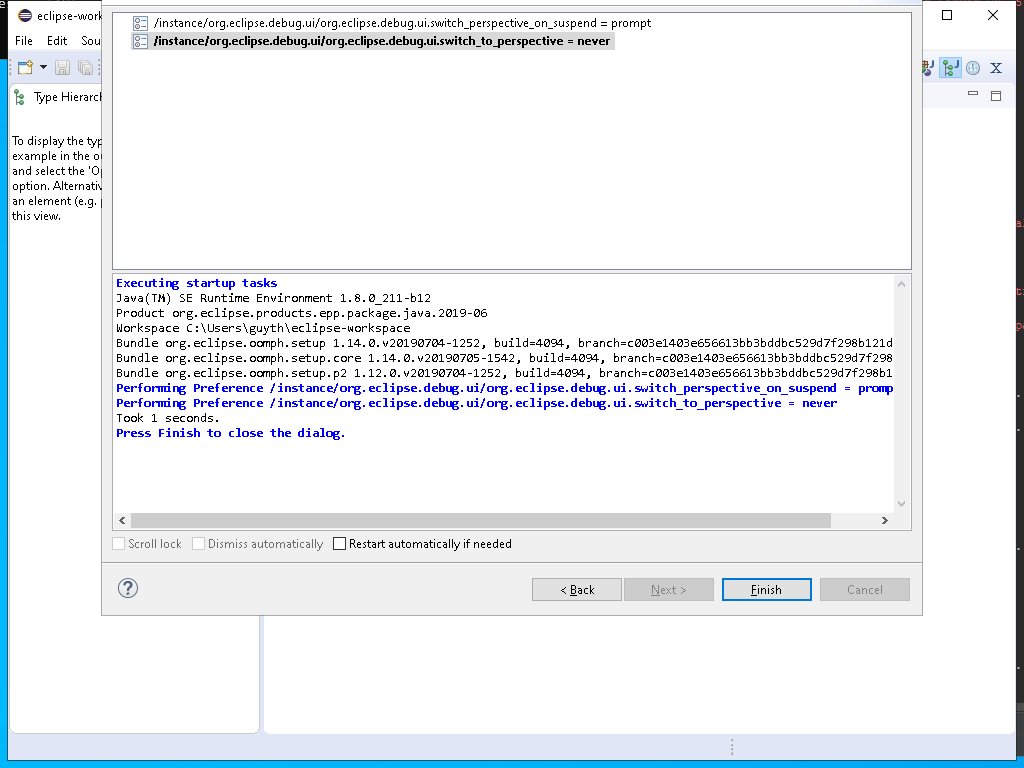 eclipse-work
/instance/org.eclipse.debug.ui/org.eclipse.debug.ui.switch_perspective_on_suspend = prompt
/instance/org.eclipse.debug.ui/org.eclipse.debug.ui.switch_to_perspective = never
File Edit Sou
X
Type Hierarch
To display the typ
example in the o
and select the 'Op
option. Alternativ
an element (e.g. p
this view.
Executing startup tasks
Java(TM) SE Runtime Environment 1.8.0_211-b12
Product org.eclipse.products.epp.package.java.2019-06
Workspace C:\Users\guyth\eclipse-workspace
Bundle org.eclipse.oomph.setup 1.14.0.v20190704-1252, build=4094, branch=c003e1403e656613bb3bddbc529d7f298b121d
Bundle org.eclipse.oomph.setup.core 1.14.0.v20190705-1542, build=4094, branch=c003e1403e656613bb3bddbc529d7f298
Bundle org.eclipse.oomph.setup.p2 1.12.0.v20190704-1252, build=4094, branch=c003e1403e656613bb3bddbc529d7f298b1
Performing Preference /instance/org.eclipse.debug.ui/org.eclipse.debug.ui.switch_perspective_on_suspend = promp
Performing Preference /instance/org.eclipse.debug.ui/org.eclipse.debug.ui.switch_to_perspective = never
Took 1 seconds.
Press Finish to close the dialog.
Scroll lock Dismiss automatically Restart automatically if needed
? < Back Next > Finish Cancel